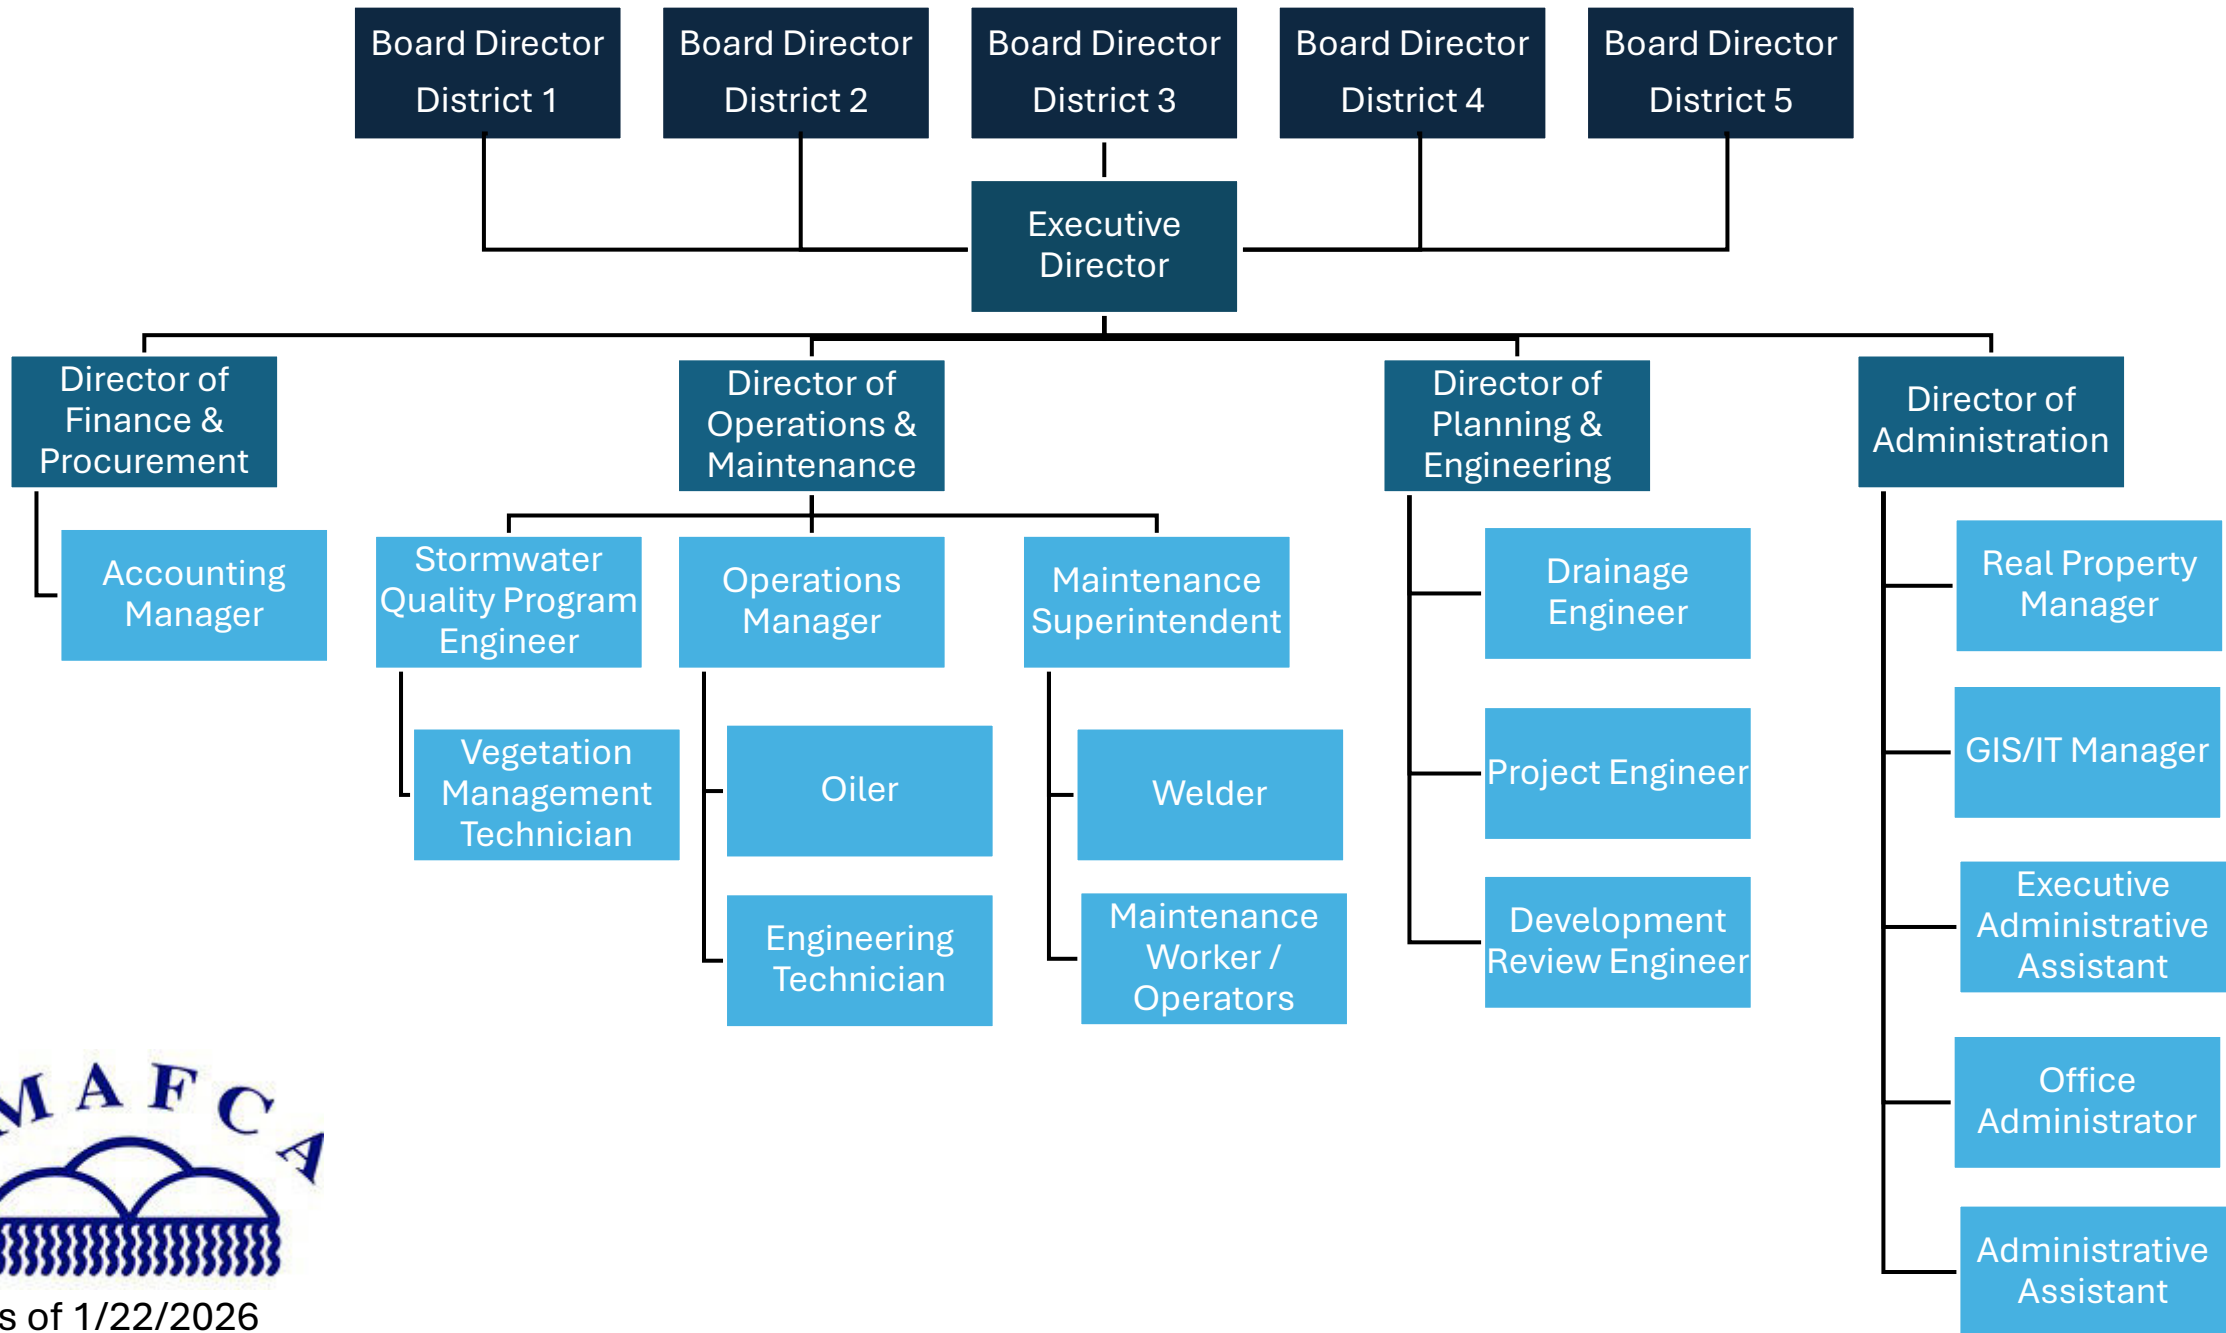 Board Director
District 1
Board Director
District 2
Board Director
District 3
Board Director
District 4
Board Director
District 5
Executive
Director
Director of
Finance &
Procurement
Director of
Operations &
Maintenance
Director of
Planning &
Engineering
Director of
Administration
Accounting
Manager
Stormwater
Quality Program
Engineer
Operations
Manager
Maintenance
Superintendent
Drainage
Engineer
Real Property
Manager
Vegetation
Management
Technician
Oiler
Welder
Project Engineer
GIS/IT Manager
Engineering
Technician
Maintenance
Worker /
Operators
Development
Review Engineer
Executive
Administrative
Assistant
Office
Administrator
Administrative
Assistant
MAFCA
s of 1/22/2026